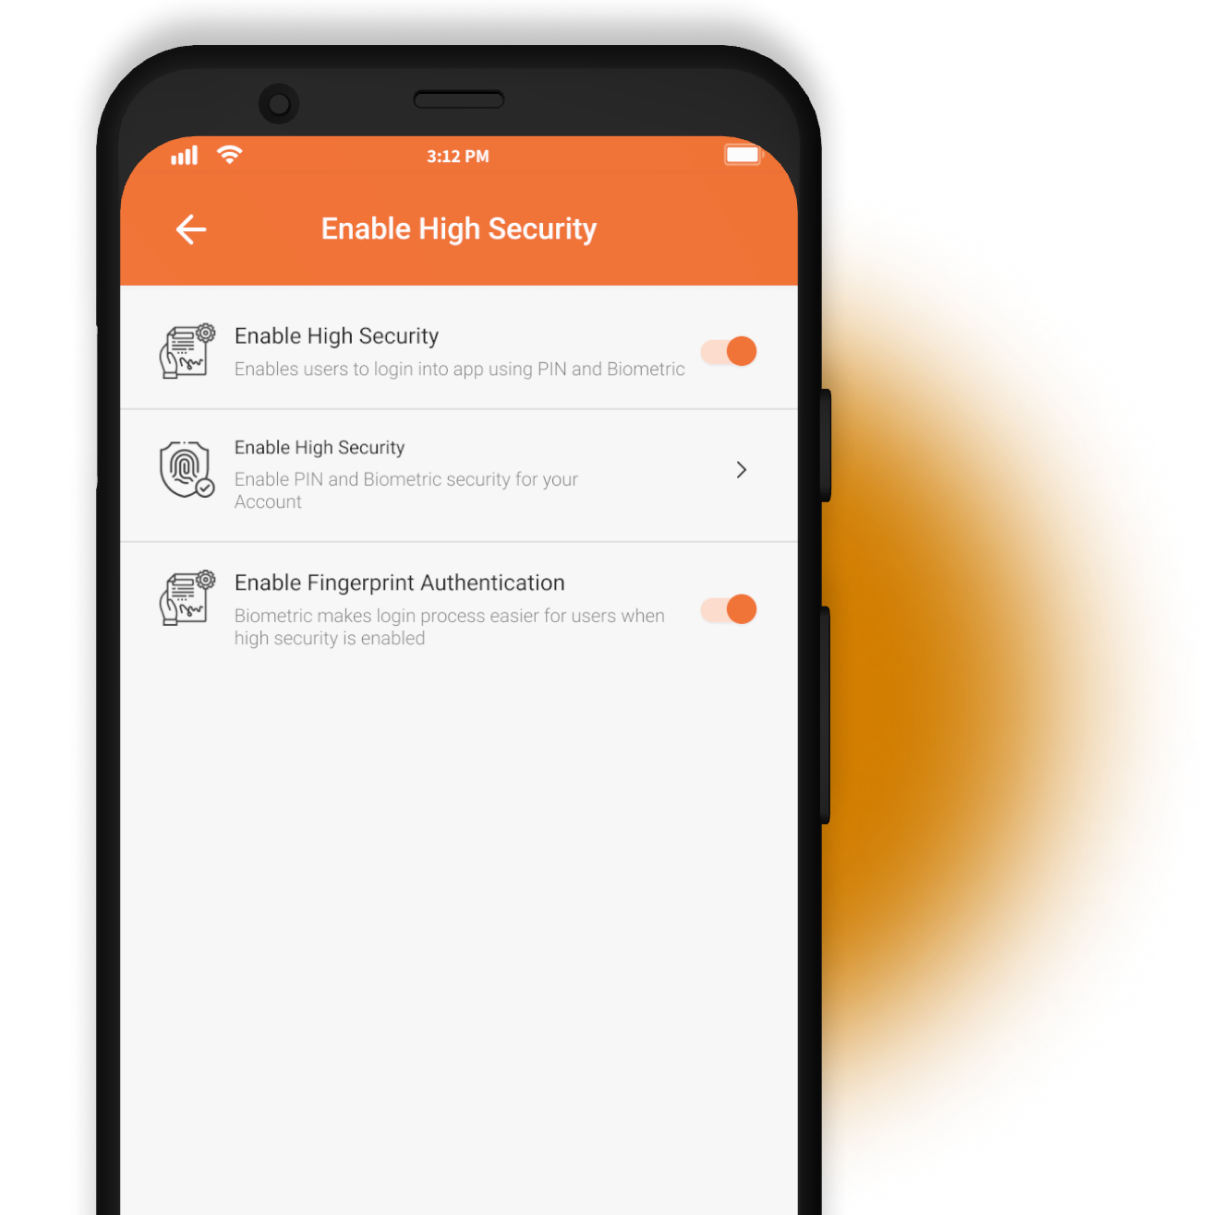 3:12 PM
Enable High Security
Enable High Security
Enables users to login into app using PIN and Biometric
Enable High Security
Enable PIN and Biometric security for your
Account
Enable Fingerprint Authentication
Biometric makes login process easier for users when
high security is enabled